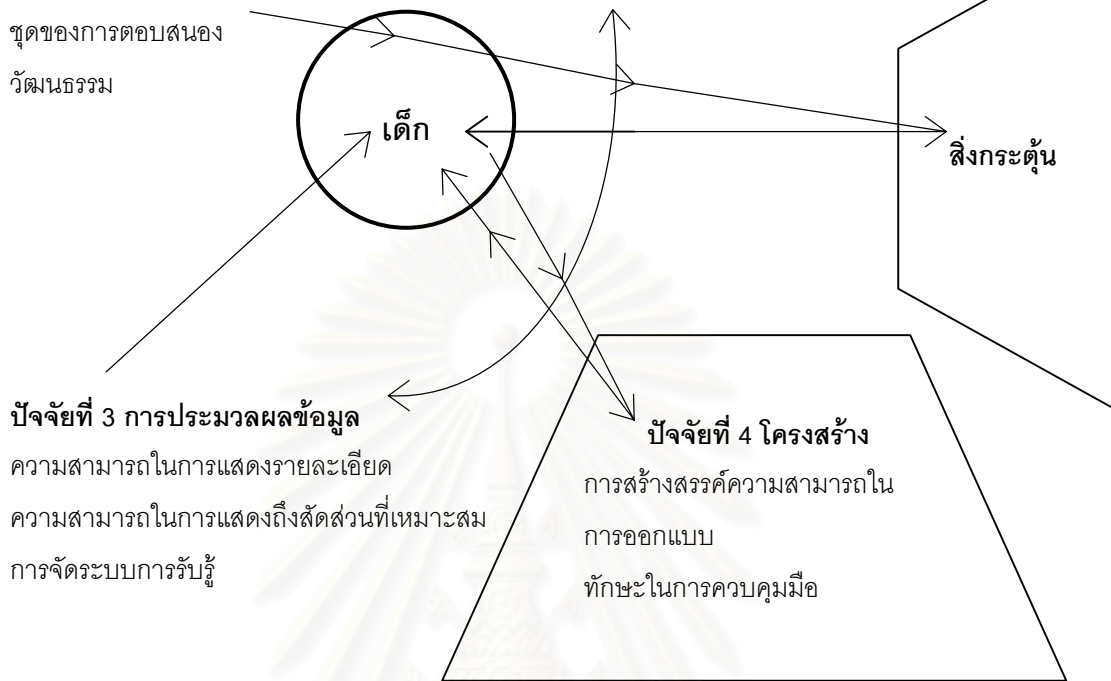 ชุดของการตอบสนอง
วัฒนธรรม
เด็ก
สิ่งกระตุ้น
ปัจจัยที่ 3 การประมวลผลข้อมูล
ความสามารถในการแสดงรายละเอียด
ความสามารถในการแสดงถึงสัดส่วนที่เหมาะสม
การจัดระบบการรับรู้
ปัจจัยที่ 4 โครงสร้าง
การสร้างสรรค์ความสามารถใน
การออกแบบ
ทักษะในการควบคุมมือ